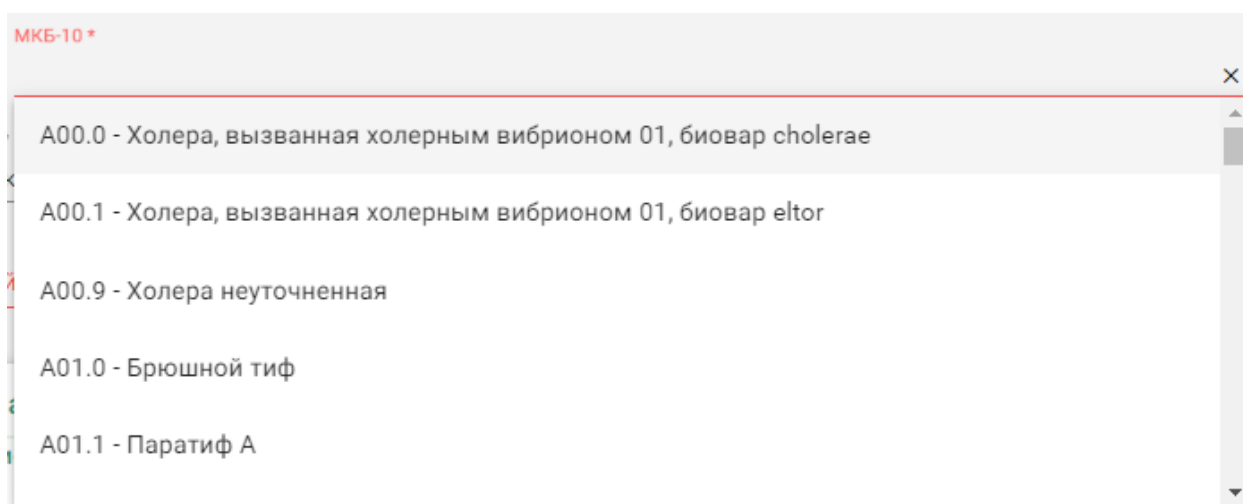 МКБ-10 *
A00.0 - Холера, вызванная холерным вибрионом 01, биовар cholerae
A00.1 - Холера, вызванная холерным вибрионом 01, биовар eltor
A00.9 - Холера неуточненная
A01.0 - Брюшной тиф
A01.1 - Паратиф A